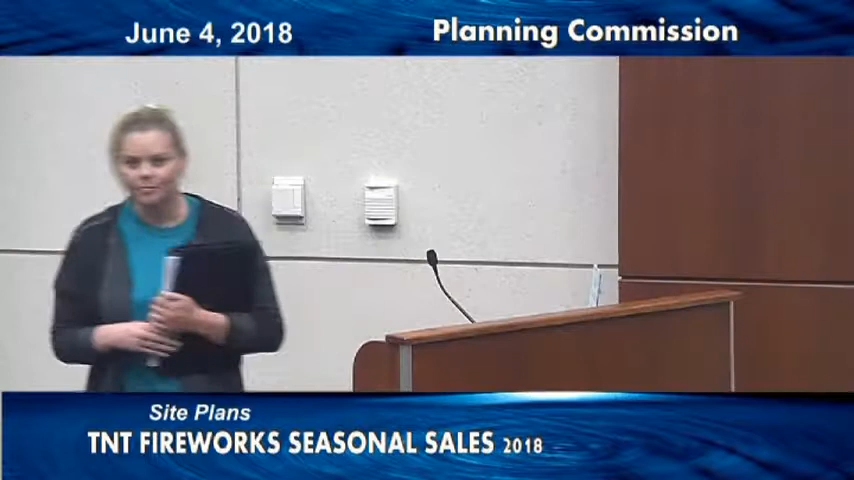 June 4, 2018
Planning Commission
Site Plans
TNT FIREWORKS SEASONAL SALES 2018